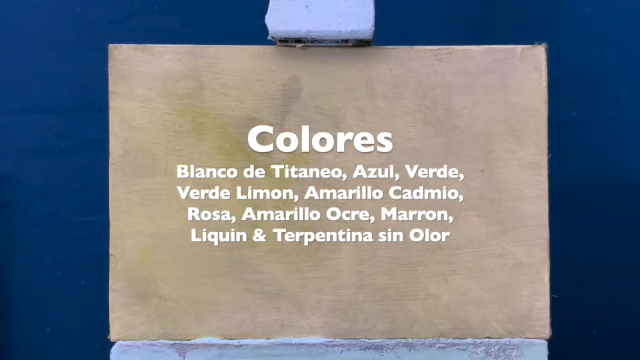 Colores
Blanco de Titaneo, Azul, Verde,
Verde Limon, Amarillo Cadmio,
Rosa, Amarillo Ocre, Marron,
Liquin & Terpentina sin Olor